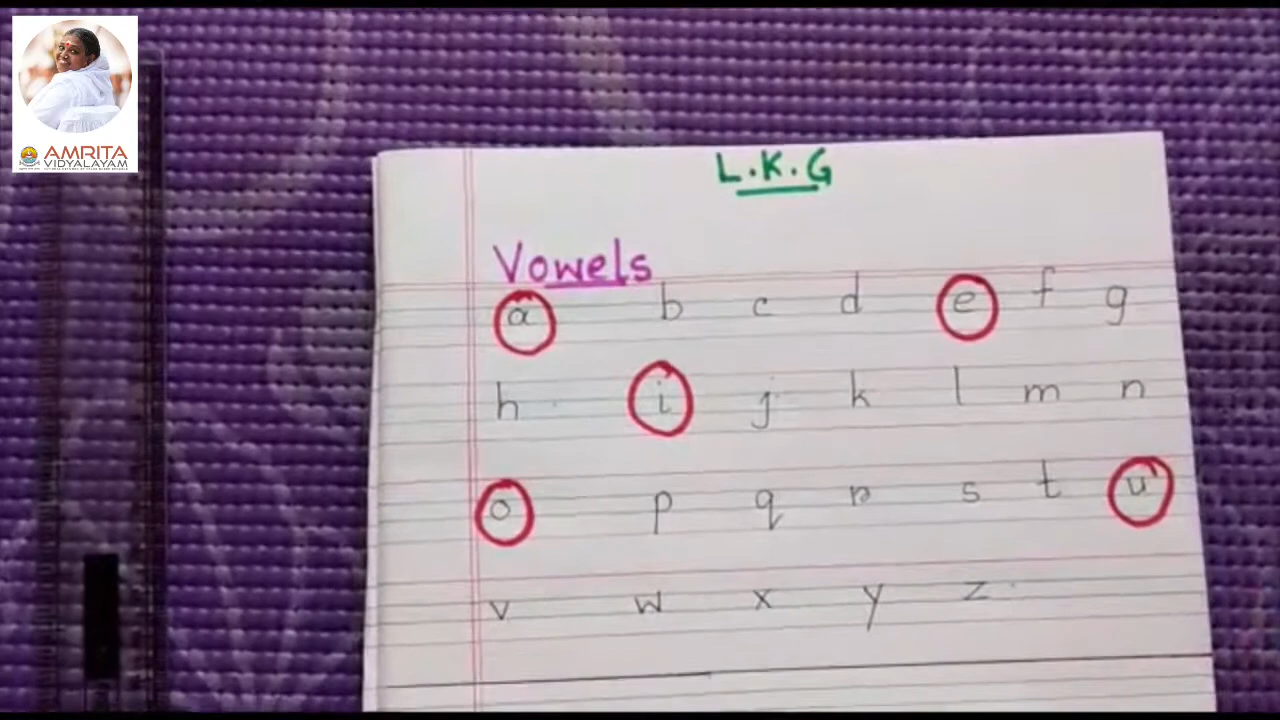 AMRITA
VIDYALAYAM
L.K.G
Vowels
a b c d e f g
h i j k l m n
o p q r s t u
v w x y z